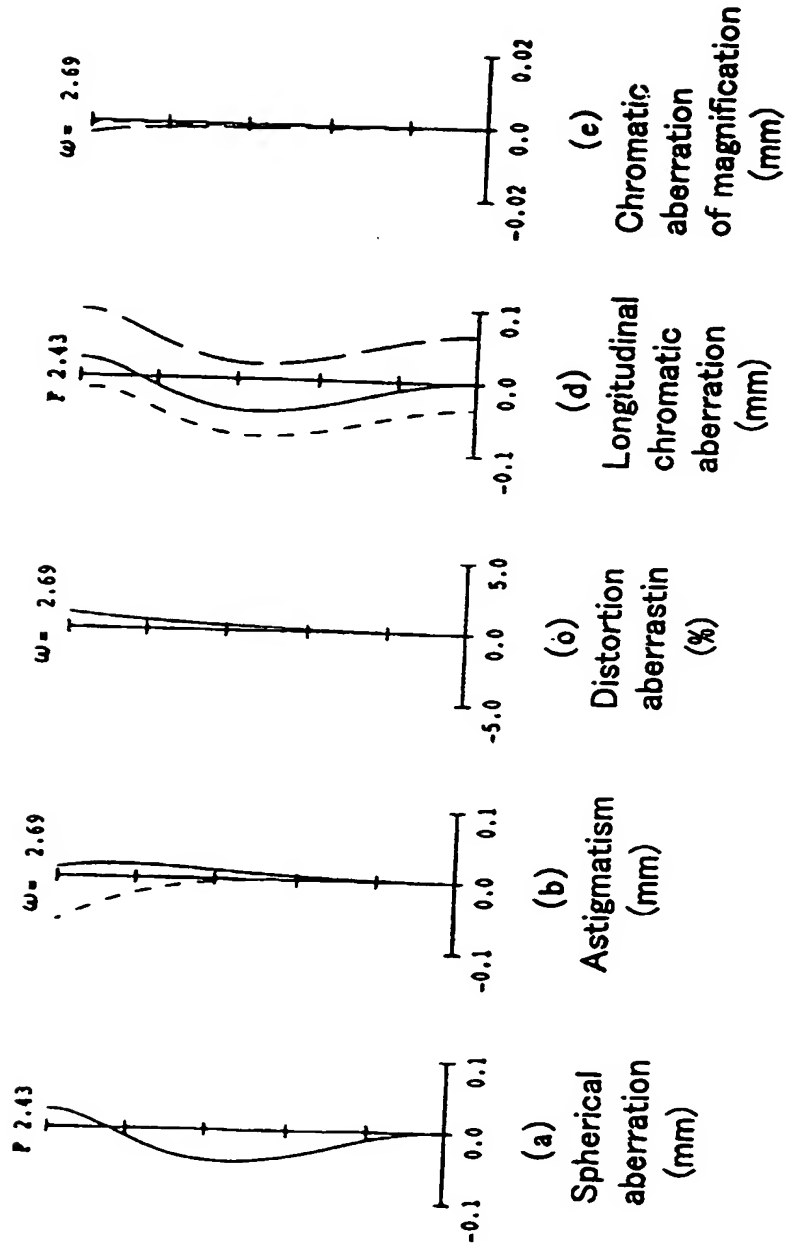 F 2.43
-0.1 0.0 0.1
(a)
Spherical
aberration
(mm)
ω= 2.69
-0.1 0.0 0.1
(b)
Astigmatism
(mm)
ω= 2.69
-5.0 0.0 5.0
(c)
Distortion
aberrastin
(%)
F 2.43
-0.1 0.0 0.1
(d)
Longitudinal
chromatic
aberration
(mm)
ω= 2.69
-0.02 0.0 0.02
(e)
Chromatic
aberration
of magnification
(mm)